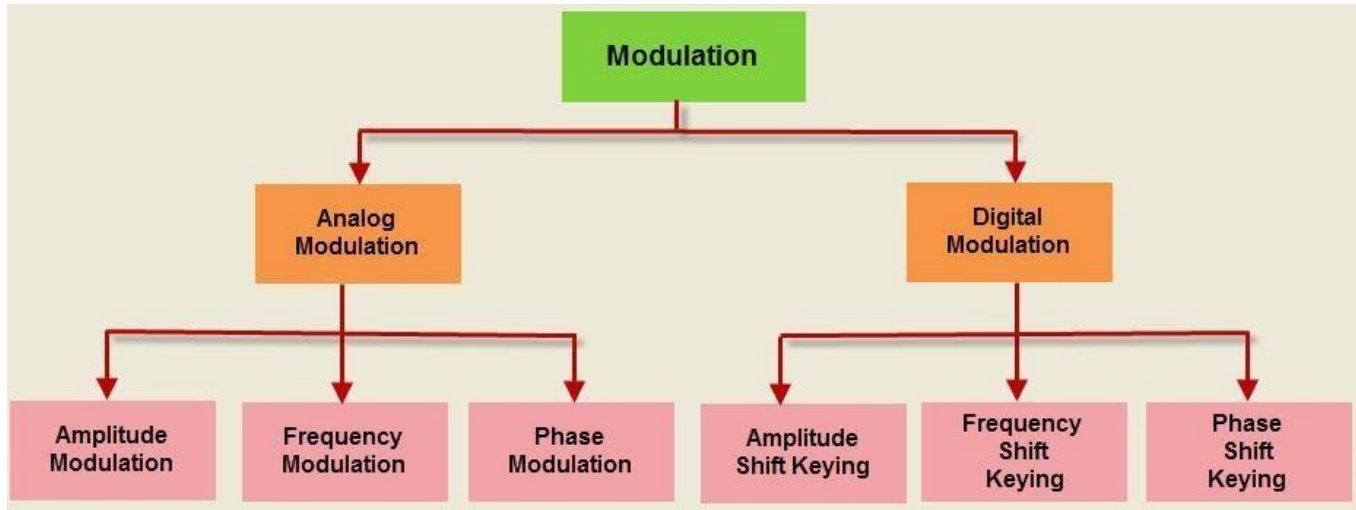 Modulation
Analog
Modulation
Digital
Modulation
Amplitude
Modulation
Frequency
Modulation
Phase
Modulation
Amplitude
Shift Keying
Frequency
Shift
Keying
Phase
Shift
Keying